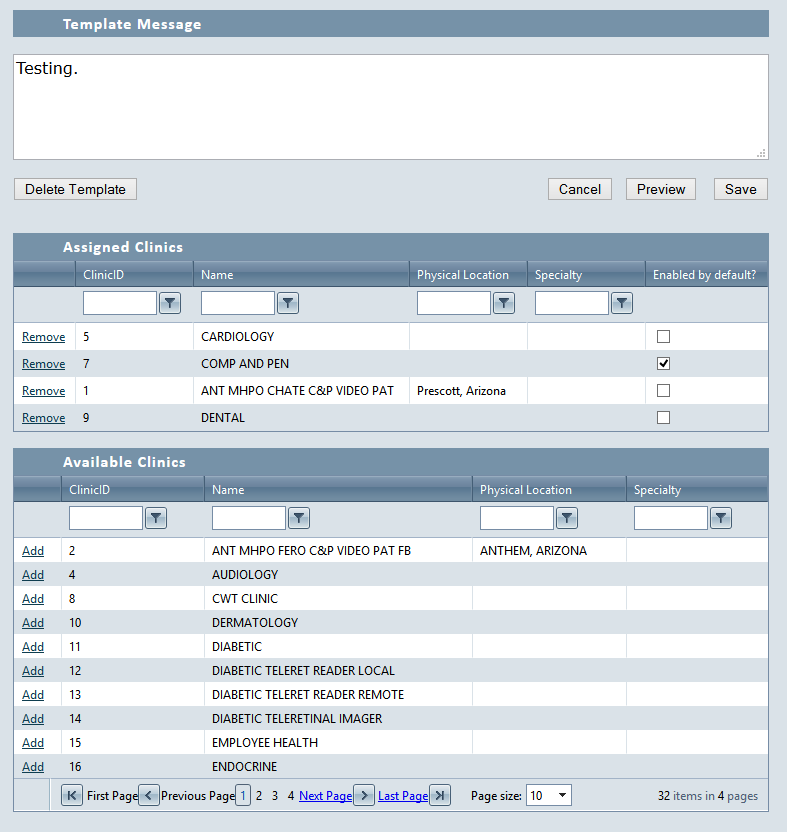 Template Message
Testing.
Delete Template Cancel Preview Save
Assigned Clinics
ClinicID Name Physical Location Specialty Enabled by default?
Remove 5 CARDIOLOGY
Remove 7 COMP AND PEN
Remove 1 ANT MHPO CHATE C&P VIDEO PAT Prescott, Arizona
Remove 9 DENTAL
Available Clinics
ClinicID Name Physical Location Specialty
Add 2 ANT MHPO FERO C&P VIDEO PAT FB ANTHEM, ARIZONA
Add 4 AUDIOLOGY
Add 8 CWT CLINIC
Add 10 DERMATOLOGY
Add 11 DIABETIC
Add 12 DIABETIC TELERET READER LOCAL
Add 13 DIABETIC TELERET READER REMOTE
Add 14 DIABETIC TELERETINAL IMAGER
Add 15 EMPLOYEE HEALTH
Add 16 ENDOCRINE
First Page Previous Page 1 2 3 4 Next Page Last Page Page size: 10 32 items in 4 pages